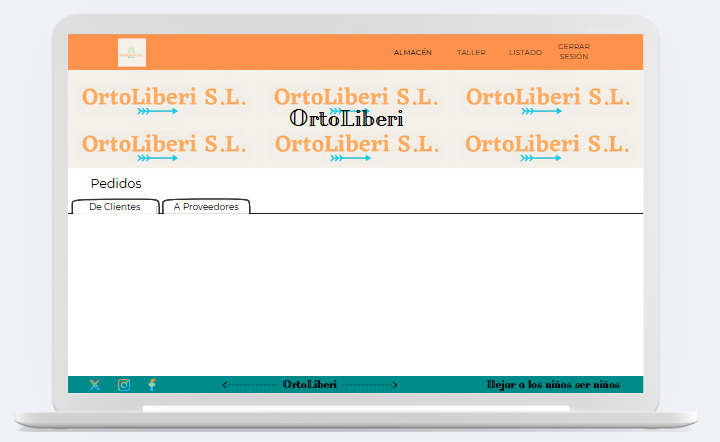 ALMACÉN TALLER LISTADO CERRAR
SESIÓN
OrtoLiberi S.L. OrtoLiberi S.L. OrtoLiberi S.L.
OrtoLiberi
OrtoLiberi S.L. OrtoLiberi S.L. OrtoLiberi S.L.
Pedidos
De Clientes A Proveedores
<-------------- OrtoLiberi -------------->
Dejar a los niños ser niños